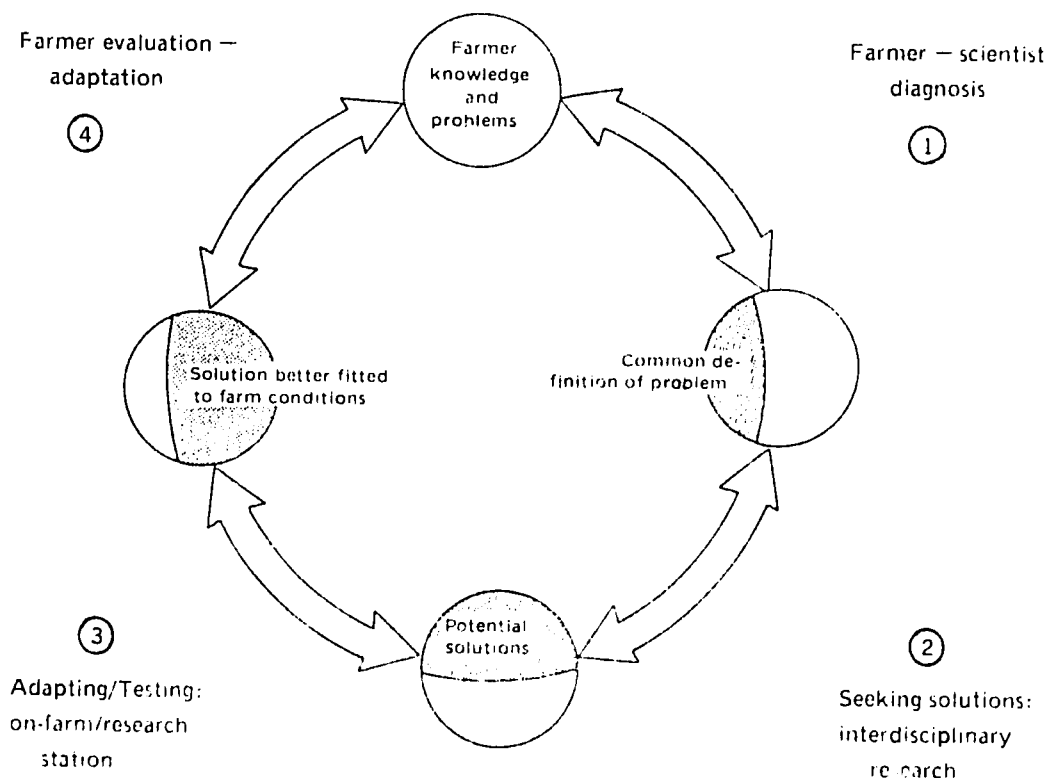 Farmer evaluation —
adaptation
4
Farmer
knowledge
and
problems
Farmer — scientist
diagnosis
1
Solution better fitted
to farm conditions
Common de-
finition of problem
3
Adapting/Testing:
on-farm/research
station
Potential
solutions
2
Seeking solutions:
interdisciplinary